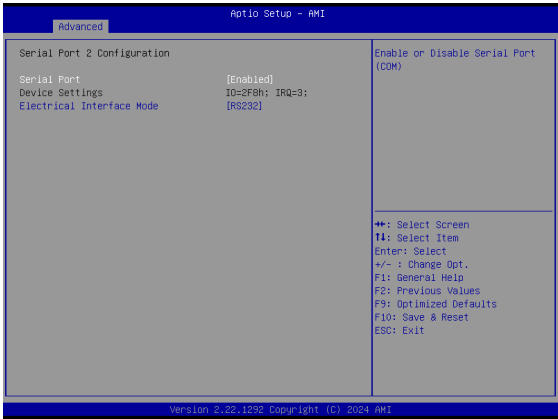 Aptio Setup - AMI
Advanced
Serial Port 2 Configuration
Serial Port [Enabled]
Device Settings IO=2F8h; IRQ=3;
Electrical Interface Mode [RS232]
Enable or Disable Serial Port
(COM)
→←: Select Screen
↑↓: Select Item
Enter: Select
+/- : Change Opt.
F1: General Help
F2: Previous Values
F9: Optimized Defaults
F10: Save & Reset
ESC: Exit
Version 2.22.1292 Copyright (C) 2024 AMI